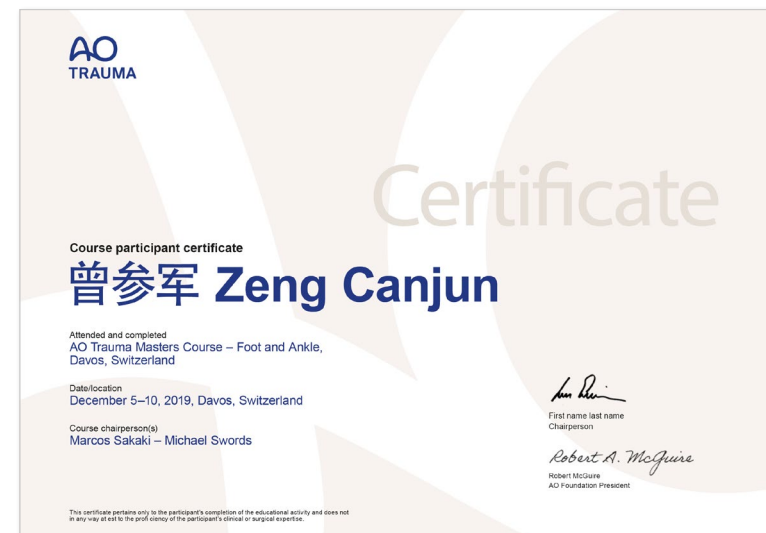 AO
TRAUMA
Certificate
Course participant certificate
曾参军 Zeng Canjun
Attended and completed
AO Trauma Masters Course – Foot and Ankle,
Davos, Switzerland
Date/location
December 5–10, 2019, Davos, Switzerland
Course chairperson(s)
Marcos Sakaki – Michael Swords
First name last name
Chairperson
Robert A. McGuire
Robert McGuire
AO Foundation President
This certificate pertains only to the participant's completion of the educational activity and does not
in any way at est to the profi ciency of the participant's clinical or surgical expertise.